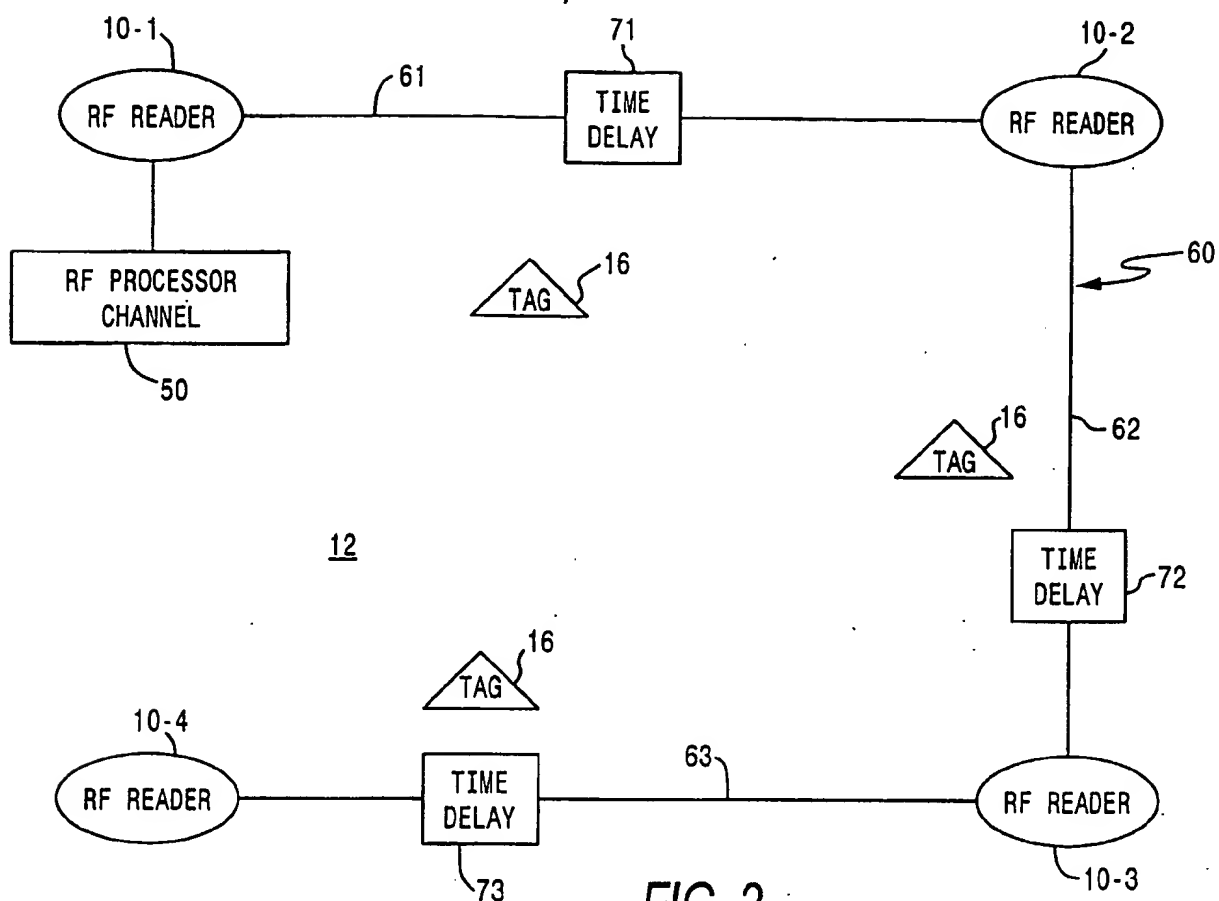 10-1
71
10-2
61
RF READER
TIME
DELAY
RF READER
RF PROCESSOR
CHANNEL
50
16
TAG
60
16
TAG
62
12
TIME
DELAY
72
16
TAG
10-4
RF READER
TIME
DELAY
73
63
RF READER
10-3